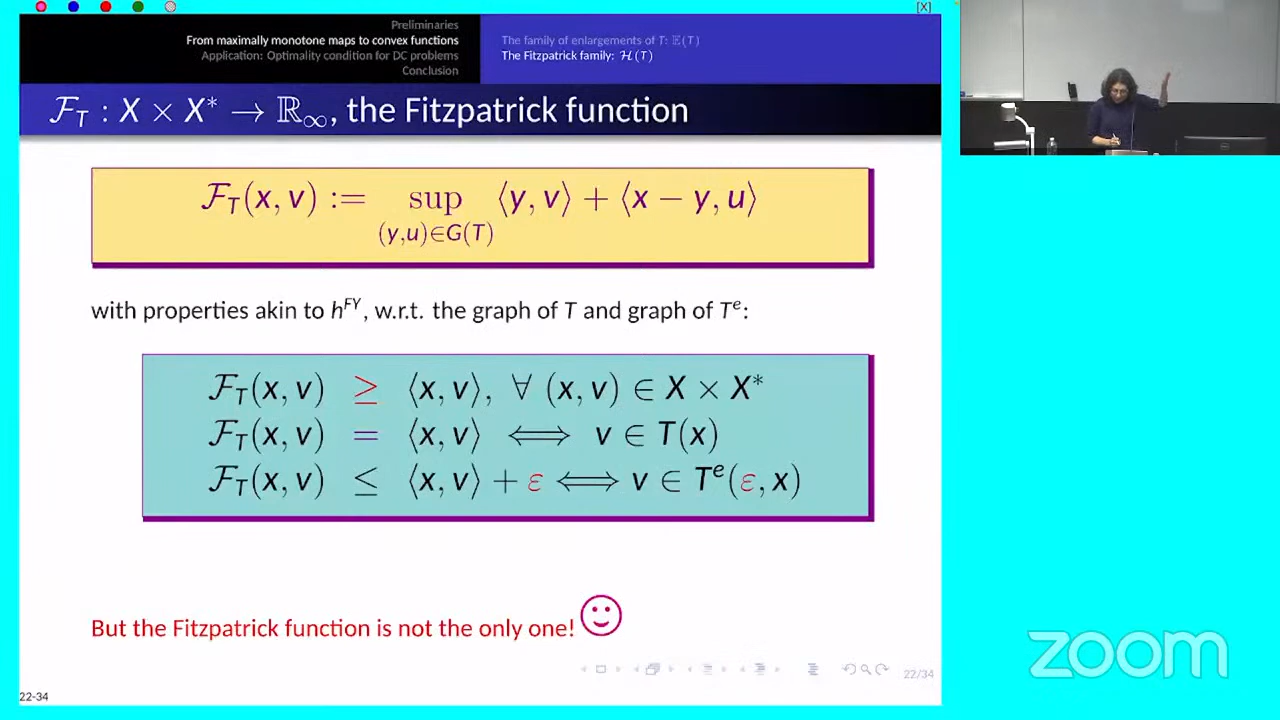 [X]
Preliminaries
From maximally monotone maps to convex functions
Application: Optimality condition for DC problems
Conclusion
The family of enlargements of T: 𝔼(T)
The Fitzpatrick family: ℋ(T)
ℱ_T : X × X* → ℝ_∞, the Fitzpatrick function
ℱ_T(x, v) := sup_{(y,u)∈G(T)} ⟨y, v⟩ + ⟨x − y, u⟩
with properties akin to h^{FY}, w.r.t. the graph of T and graph of T^e:
ℱ_T(x, v) ≥ ⟨x, v⟩, ∀ (x, v) ∈ X × X*
ℱ_T(x, v) = ⟨x, v⟩ ⟺ v ∈ T(x)
ℱ_T(x, v) ≤ ⟨x, v⟩ + ε ⟺ v ∈ T^e(ε, x)
But the Fitzpatrick function is not the only one!
22/34
22-34
zoom